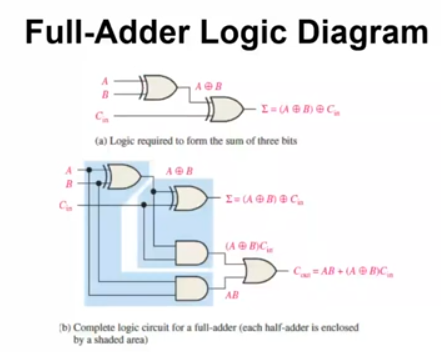 Full-Adder Logic Diagram
A
B
A ⊕ B
C_in
Σ = (A ⊕ B) ⊕ C_in
(a) Logic required to form the sum of three bits
A
A ⊕ B
B
C_in
Σ = (A ⊕ B) ⊕ C_in
(A ⊕ B)C_in
C_out = AB + (A ⊕ B)C_in
AB
(b) Complete logic circuit for a full-adder (each half-adder is enclosed
by a shaded area)